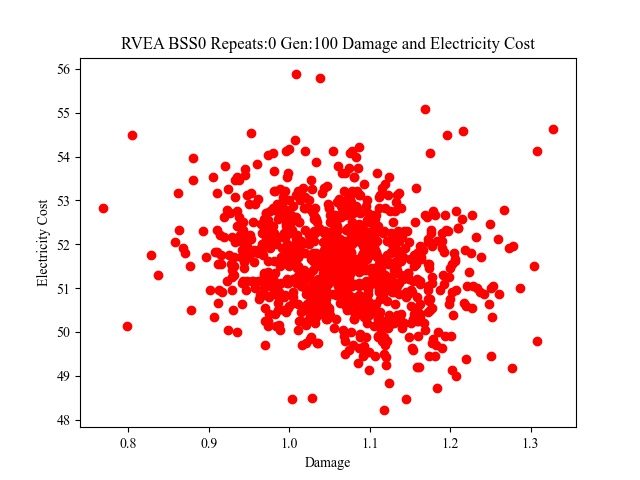 RVEA BSS0 Repeats:0 Gen:100 Damage and Electricity Cost
56
55
54
53
52
51
50
49
48
Electricity Cost
0.8 0.9 1.0 1.1 1.2 1.3
Damage